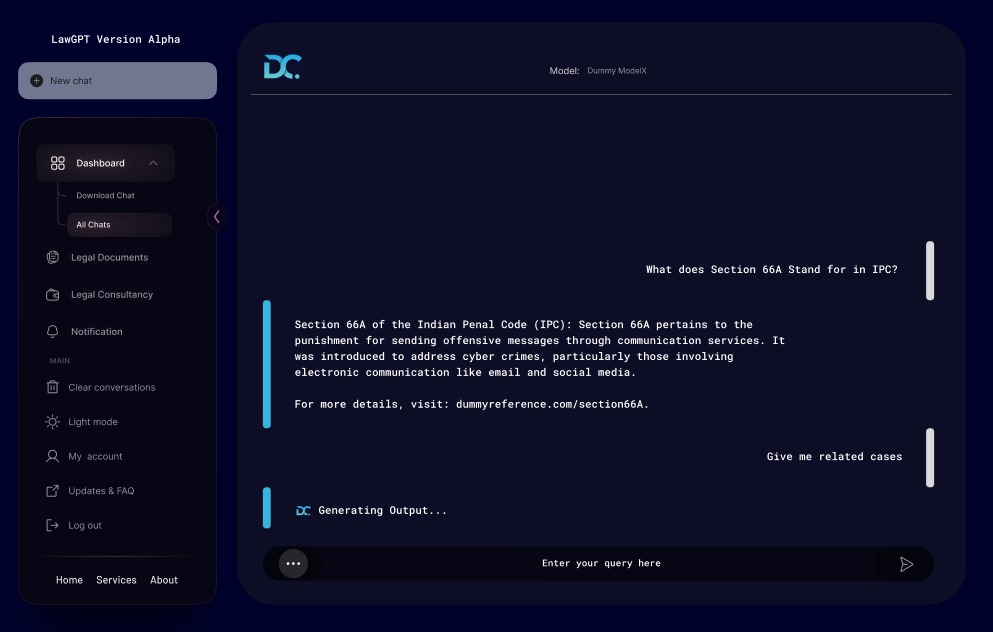 LawGPT Version Alpha
New chat
Dashboard
Download Chat
All Chats
Legal Documents
Legal Consultancy
Notification
MAIN
Clear conversations
Light mode
My account
Updates & FAQ
Log out
Home Services About
DC.
Model: Dummy ModelX
What does Section 66A Stand for in IPC?
Section 66A of the Indian Penal Code (IPC): Section 66A pertains to the
punishment for sending offensive messages through communication services. It
was introduced to address cyber crimes, particularly those involving
electronic communication like email and social media.
For more details, visit: dummyreference.com/section66A.
Give me related cases
DC. Generating Output...
Enter your query here